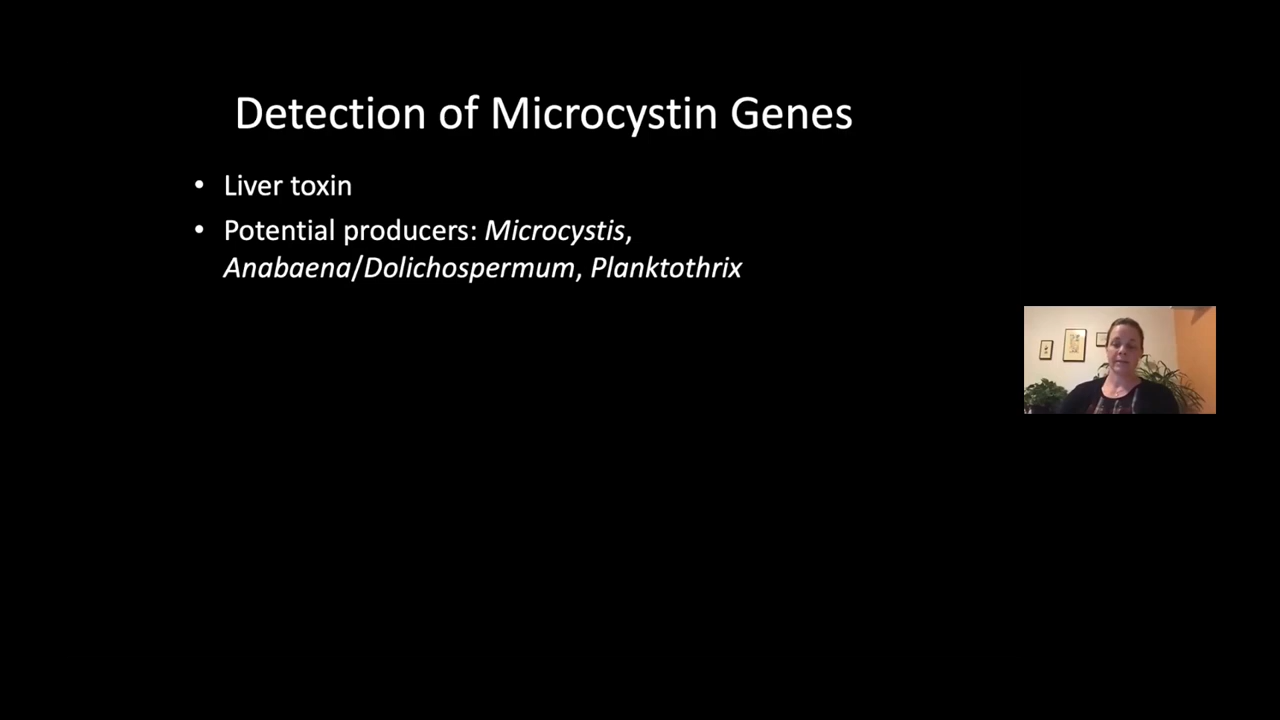 Detection of Microcystin Genes
• Liver toxin
• Potential producers: Microcystis,
Anabaena/Dolichospermum, Planktothrix